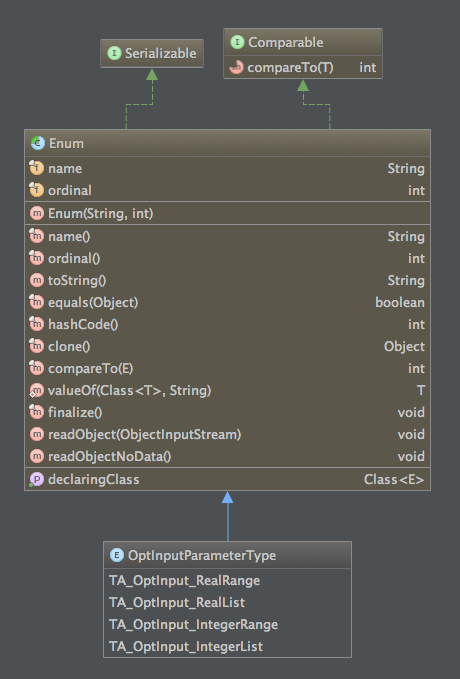 Serializable
Comparable
compareTo(T) int
Enum
name String
ordinal int
Enum(String, int)
name() String
ordinal() int
toString() String
equals(Object) boolean
hashCode() int
clone() Object
compareTo(E) int
valueOf(Class<T>, String) T
finalize() void
readObject(ObjectInputStream) void
readObjectNoData() void
declaringClass Class<E>
OptInputParameterType
TA_OptInput_RealRange
TA_OptInput_RealList
TA_OptInput_IntegerRange
TA_OptInput_IntegerList